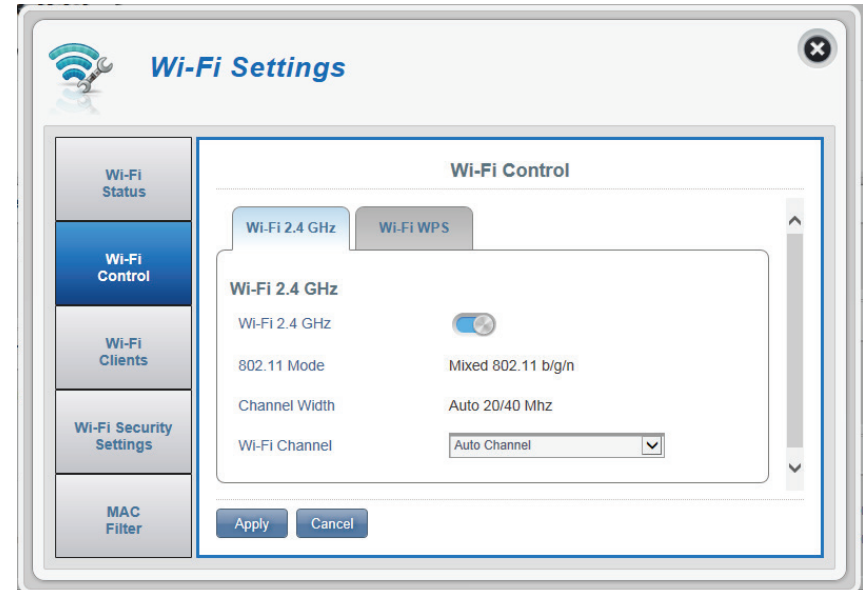 Wi-Fi Settings
Wi-Fi
Status
Wi-Fi
Control
Wi-Fi
Clients
Wi-Fi Security
Settings
MAC
Filter
Wi-Fi Control
Wi-Fi 2.4 GHz Wi-Fi WPS
Wi-Fi 2.4 GHz
Wi-Fi 2.4 GHz
802.11 Mode Mixed 802.11 b/g/n
Channel Width Auto 20/40 Mhz
Wi-Fi Channel Auto Channel
Apply Cancel